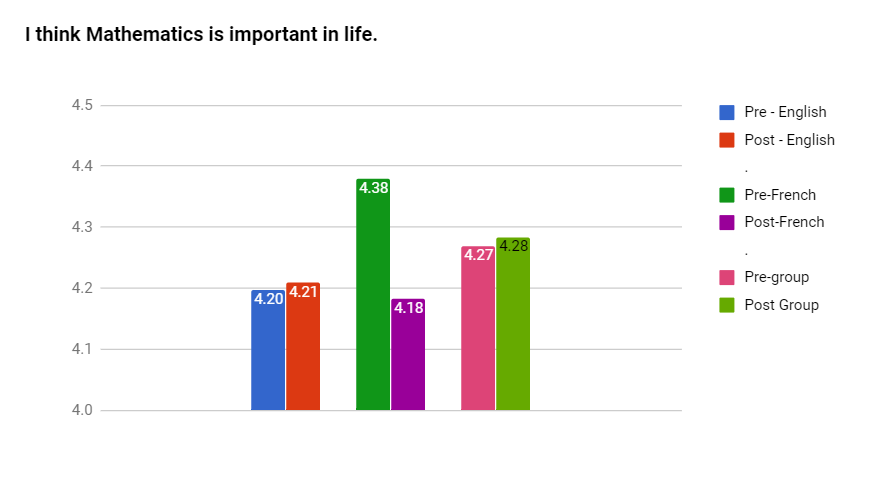 I think Mathematics is important in life.
4.5
4.4
4.3
4.2
4.1
4.0
4.20
4.21
4.38
4.18
4.27
4.28
Pre - English
Post - English
.
Pre-French
Post-French
.
Pre-group
Post Group